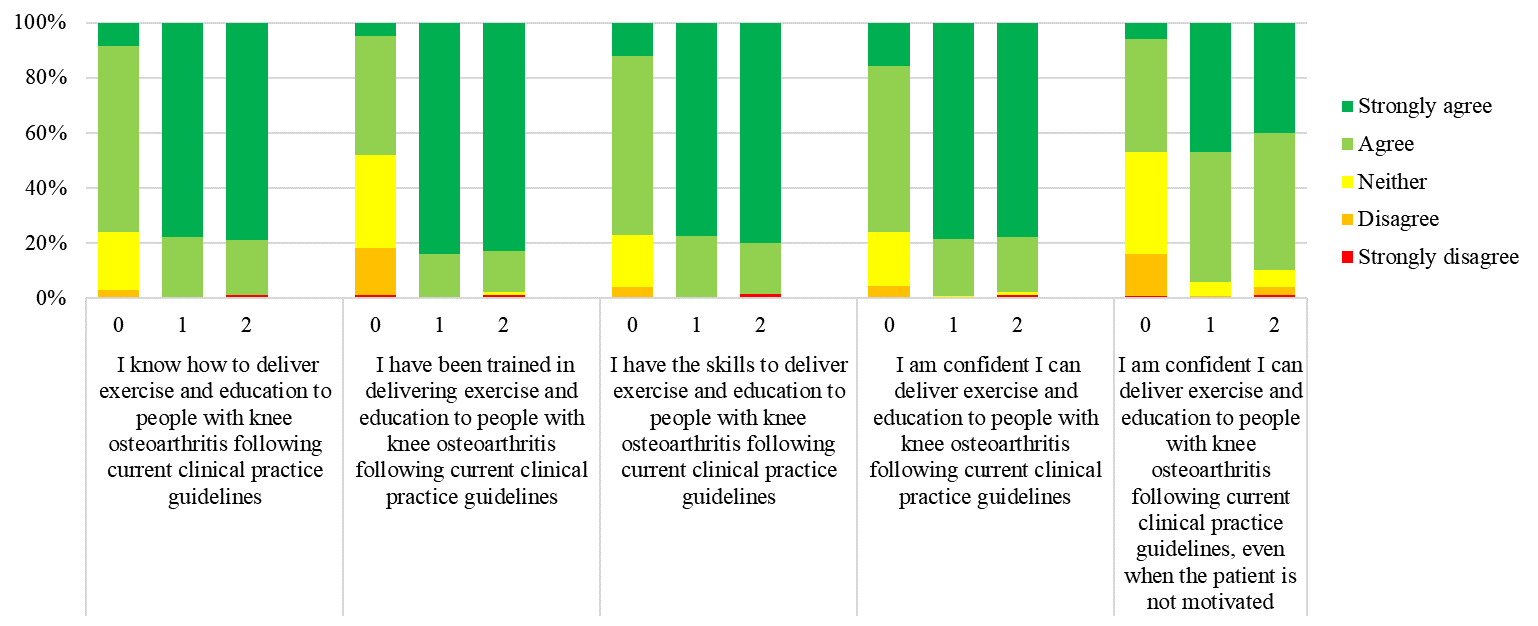 100%
80%
60%
40%
20%
0%
Strongly agree
Agree
Neither
Disagree
Strongly disagree
0 1 2
0 1 2
0 1 2
0 1 2
0 1 2
I know how to deliver
exercise and education to
people with knee
osteoarthritis following
current clinical practice
guidelines
I have been trained in
delivering exercise and
education to people with
knee osteoarthritis
following current clinical
practice guidelines
I have the skills to deliver
exercise and education to
people with knee
osteoarthritis following
current clinical practice
guidelines
I am confident I can
deliver exercise and
education to people with
knee osteoarthritis
following current clinical
practice guidelines
I am confident I can
deliver exercise and
education to people
with knee
osteoarthritis
following current
clinical practice
guidelines, even
when the patient is
not motivated